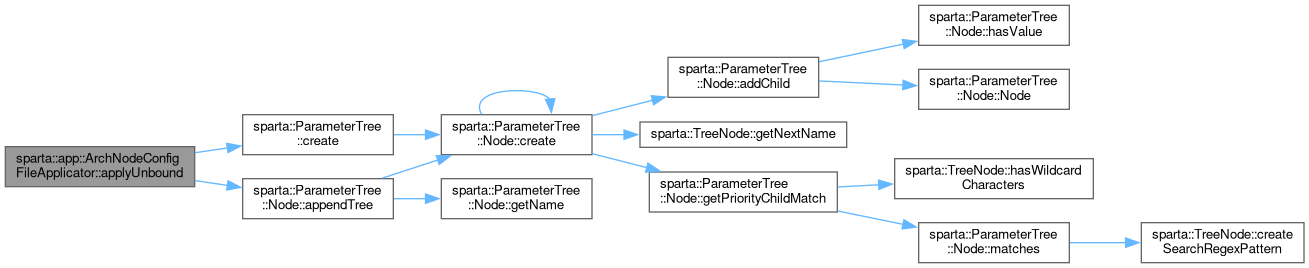 sparta::app::ArchNodeConfig
FileApplicator::applyUnbound
sparta::ParameterTree
::create
sparta::ParameterTree
::Node::appendTree
sparta::ParameterTree
::Node::create
sparta::ParameterTree
::Node::getName
sparta::ParameterTree
::Node::addChild
sparta::TreeNode::getNextName
sparta::ParameterTree
::Node::getPriorityChildMatch
sparta::ParameterTree
::Node::hasValue
sparta::ParameterTree
::Node::Node
sparta::TreeNode::hasWildcard
Characters
sparta::ParameterTree
::Node::matches
sparta::TreeNode::create
SearchRegexPattern